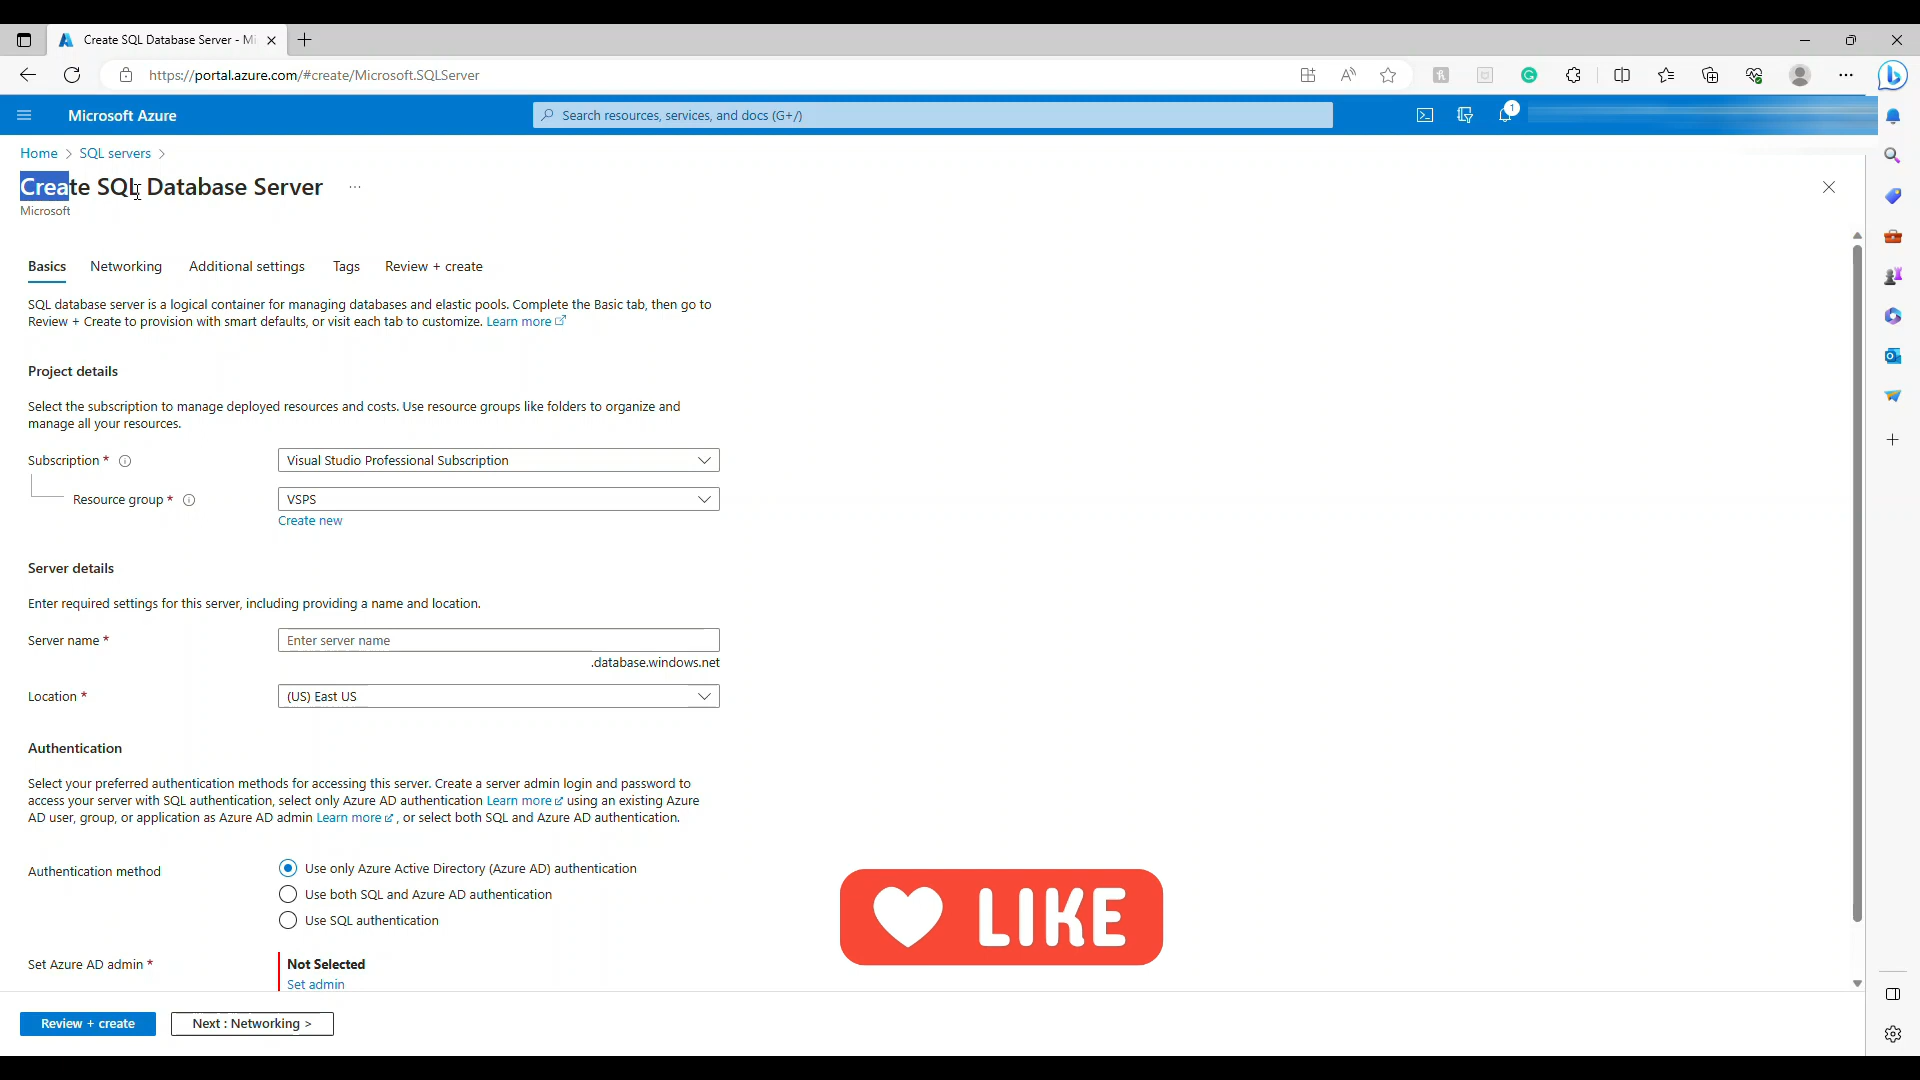 Create SQL Database Server - Mi
https://portal.azure.com/#create/Microsoft.SQLServer
Microsoft Azure
Search resources, services, and docs (G+/)
1
Home > SQL servers >
Create SQL Database Server ...
Microsoft
Basics Networking Additional settings Tags Review + create
SQL database server is a logical container for managing databases and elastic pools. Complete the Basic tab, then go to
Review + Create to provision with smart defaults, or visit each tab to customize. Learn more
Project details
Select the subscription to manage deployed resources and costs. Use resource groups like folders to organize and
manage all your resources.
Subscription *
Visual Studio Professional Subscription
Resource group *
VSPS
Create new
Server details
Enter required settings for this server, including providing a name and location.
Server name *
Enter server name
.database.windows.net
Location *
(US) East US
Authentication
Select your preferred authentication methods for accessing this server. Create a server admin login and password to
access your server with SQL authentication, select only Azure AD authentication Learn more using an existing Azure
AD user, group, or application as Azure AD admin Learn more , or select both SQL and Azure AD authentication.
Authentication method
Use only Azure Active Directory (Azure AD) authentication
Use both SQL and Azure AD authentication
Use SQL authentication
LIKE
Set Azure AD admin *
Not Selected
Set admin
Review + create
Next : Networking >